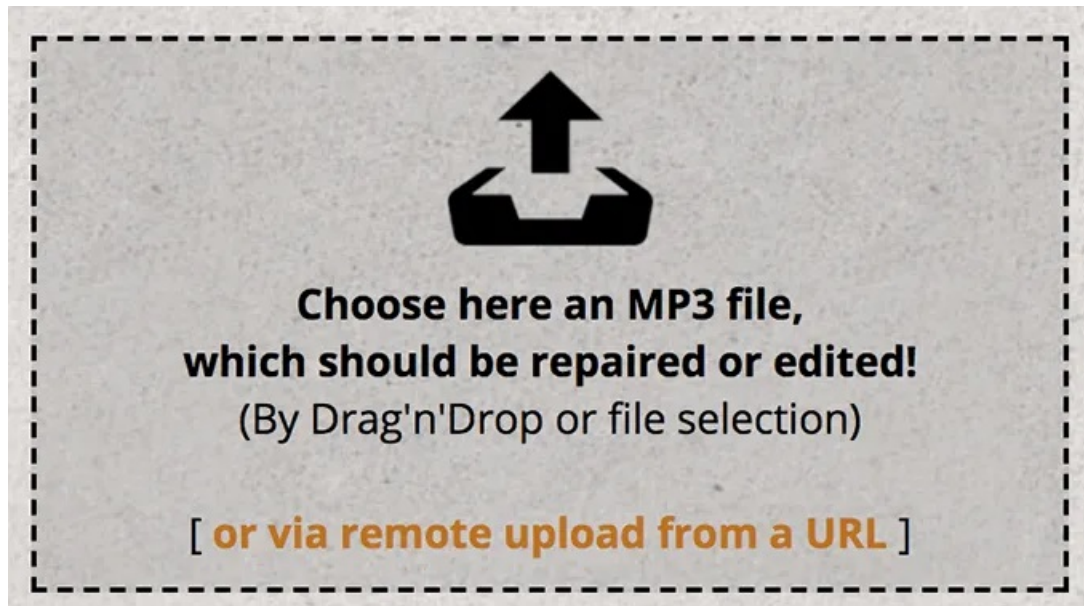 Choose here an MP3 file,
which should be repaired or edited!
(By Drag'n'Drop or file selection)
[ or via remote upload from a URL ]